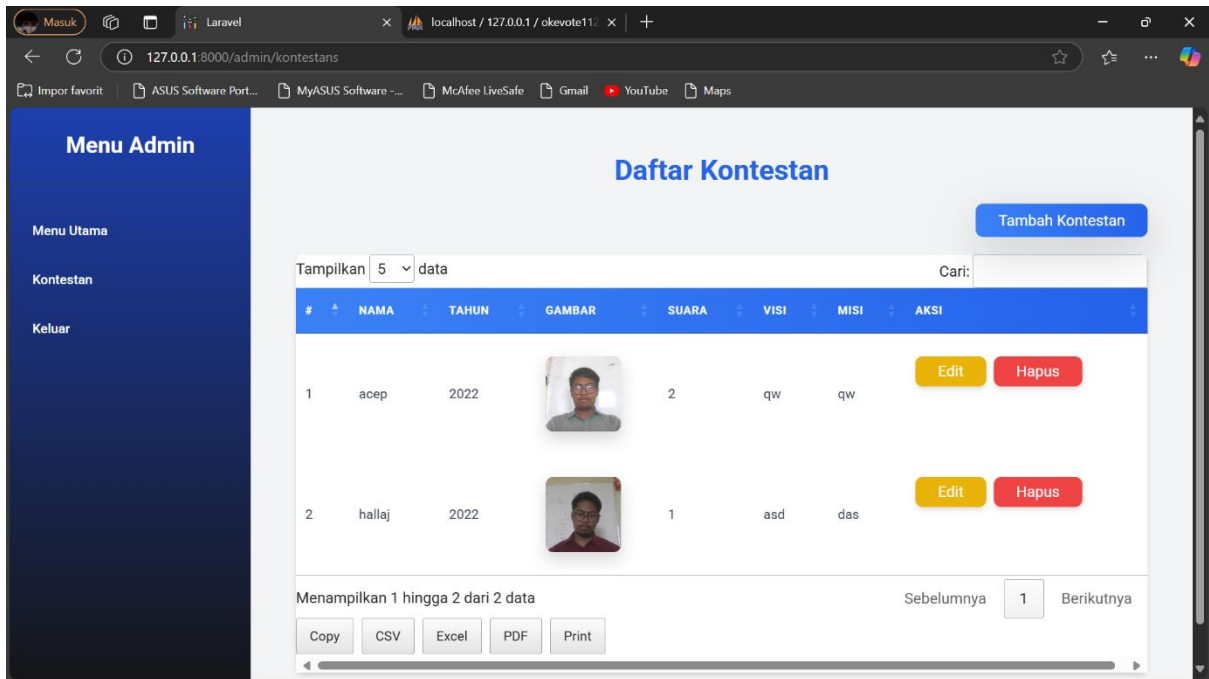 Masuk
Laravel
localhost / 127.0.0.1 / okevote112
127.0.0.1:8000/admin/kontestans
Impor favorit
ASUS Software Port...
MyASUS Software -...
McAfee LiveSafe
Gmail
YouTube
Maps
Menu Admin
Menu Utama
Kontestan
Keluar
Daftar Kontestan
Tambah Kontestan
Tampilkan 5 data
Cari:
# NAMA TAHUN GAMBAR SUARA VISI MISI AKSI
1 acep 2022 2 qw qw Edit Hapus
2 hallaj 2022 1 asd das Edit Hapus
Menampilkan 1 hingga 2 dari 2 data
Sebelumnya 1 Berikutnya
Copy CSV Excel PDF Print